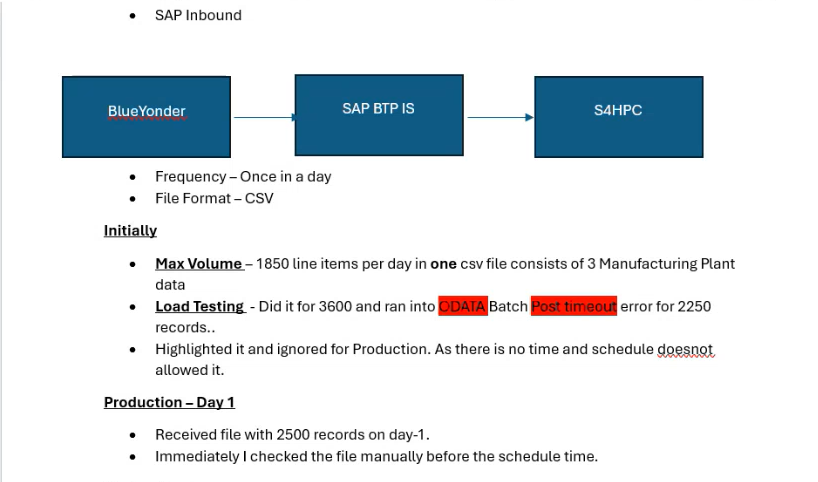 SAP Inbound
BlueYonder
SAP BTP IS
S4HPC
Frequency – Once in a day
File Format – CSV
Initially
Max Volume – 1850 line items per day in one csv file consists of 3 Manufacturing Plant
data
Load Testing - Did it for 3600 and ran into ODATA Batch Post timeout error for 2250
records..
Highlighted it and ignored for Production. As there is no time and schedule doesnot
allowed it.
Production – Day 1
Received file with 2500 records on day-1.
Immediately I checked the file manually before the schedule time.